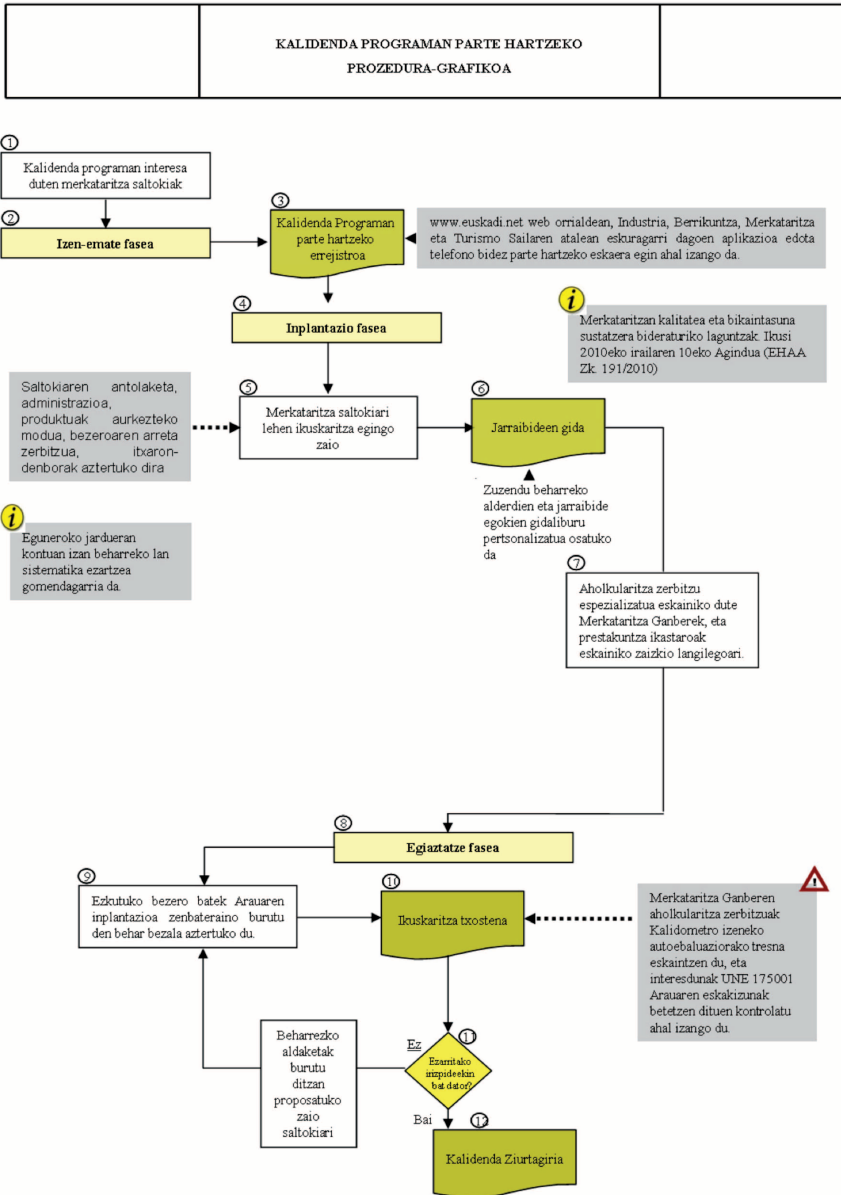 KALIDENDA PROGRAMAN PARTE HARTZEKO
PROZEDURA-GRAFIKOA
1
Kalidenda programan interesa
duten merkataritza saltokiak
2
Izen-emate fasea
3
Kalidenda Programan
parte hartzeko
errejistroa
www.euskadi.net web orrialdean, Industria, Berrikuntza, Merkataritza
eta Turismo Sailaren atalean eskuragarri dagoen aplikazioa edota
telefono bidez parte hartzeko eskaera egin ahal izango da.
4
Inplantazio fasea
i
Merkataritzan kalitatea eta bikaintasuna
sustatzera bideraturiko laguntzak. Ikusi
2010eko irailaren 10eko Agindua (EHAA
Zk. 191/2010)
Saltokiaren antolaketa,
administrazioa,
produktuak aurkezteko
modua, bezeroaren arreta
zerbitzua, itxaron-
denborak aztertuko dira
5
Merkataritza saltokiari
lehen ikuskaritza egingo
zaio
6
Jarraibideen gida
Zuzendu beharreko
alderdien eta jarraibide
egokien gidaliburu
pertsonalizatua osatuko
da
i
Eguneroko jardueran
kontuan izan beharreko lan
sistematika ezartzea
gomendagarria da.
7
Aholkularitza zerbitzu
espezializatua eskainiko dute
Merkataritza Ganberek, eta
prestakuntza ikastaroak
eskainiko zaizkio langilegoari.
8
Egiaztatze fasea
9
Ezkutuko bezero batek Arauaren
inplantazioa zenbateraino burutu
den behar bezala aztertuko du.
10
Ikuskaritza txostena
!
Merkataritza Ganberen
aholkularitza zerbitzuak
Kalidometro izeneko
autoebaluaziorako tresna
eskaintzen du, eta
interesdunak UNE 175001
Arauaren eskakizunak
betetzen dituen kontrolatu
ahal izango du.
Beharrezko
aldaketak
burutu
ditzan
proposatuko
zaio
saltokiari
Ez
11
Ezarritako
irizpideekin
bat dator?
Bai
12
Kalidenda Ziurtagiria